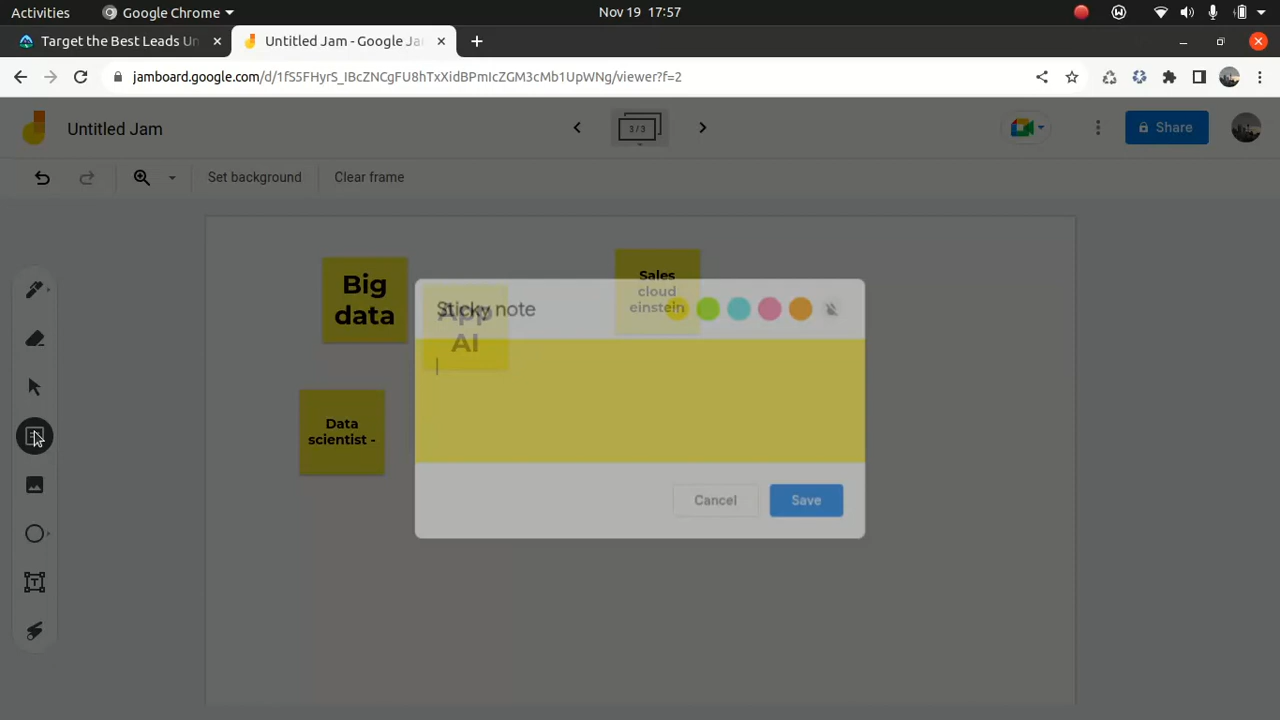 Activities
Google Chrome
Nov 19 17:57
Target the Best Leads Un
Untitled Jam - Google Ja
jamboard.google.com/d/1fS5FHyrS_IBcZNCgFU8hTxXidBPmIcZGM3cMb1UpWNg/viewer?f=2
Untitled Jam
3 / 3
Share
Set background
Clear frame
Big
data
Sales
cloud
einstein
Sticky note
App
AI
Data
scientist -
Cancel
Save